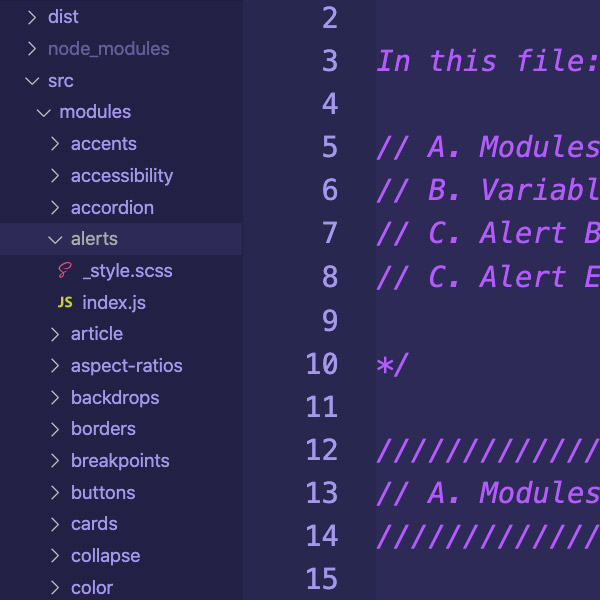 dist
node_modules
src
modules
accents
accessibility
accordion
alerts
_style.scss
JS index.js
article
aspect-ratios
backdrops
borders
breakpoints
buttons
cards
collapse
color
2
3 In this file:
4
5 // A. Modules
6 // B. Variabl
7 // C. Alert B
8 // C. Alert E
9
10 */
11
12 /////////////
13 // A. Modules
14 /////////////
15